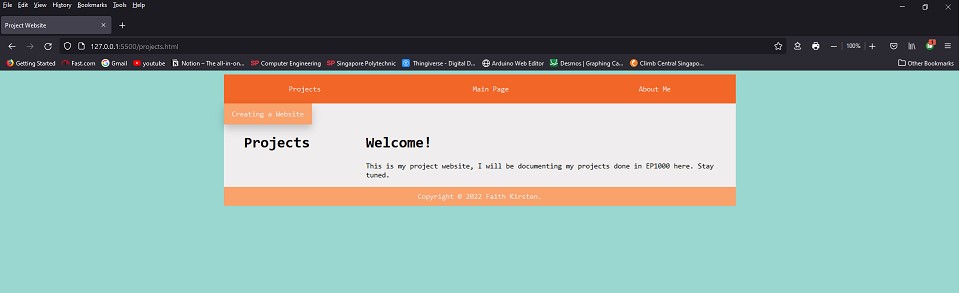 File Edit View History Bookmarks Tools Help
Project Website
127.0.0.1:5500/projects.html
100%
Getting Started Fast.com Gmail youtube Notion – The all-in-on... SP Computer Engineering SP Singapore Polytechnic Thingiverse - Digital D... Arduino Web Editor Desmos | Graphing Ca... Climb Central Singapo... Other Bookmarks
Projects Main Page About Me
Creating a Website
Projects
Welcome!
This is my project website, I will be documenting my projects done in EP1000 here. Stay
tuned.
Copyright © 2022 Faith Kirsten.